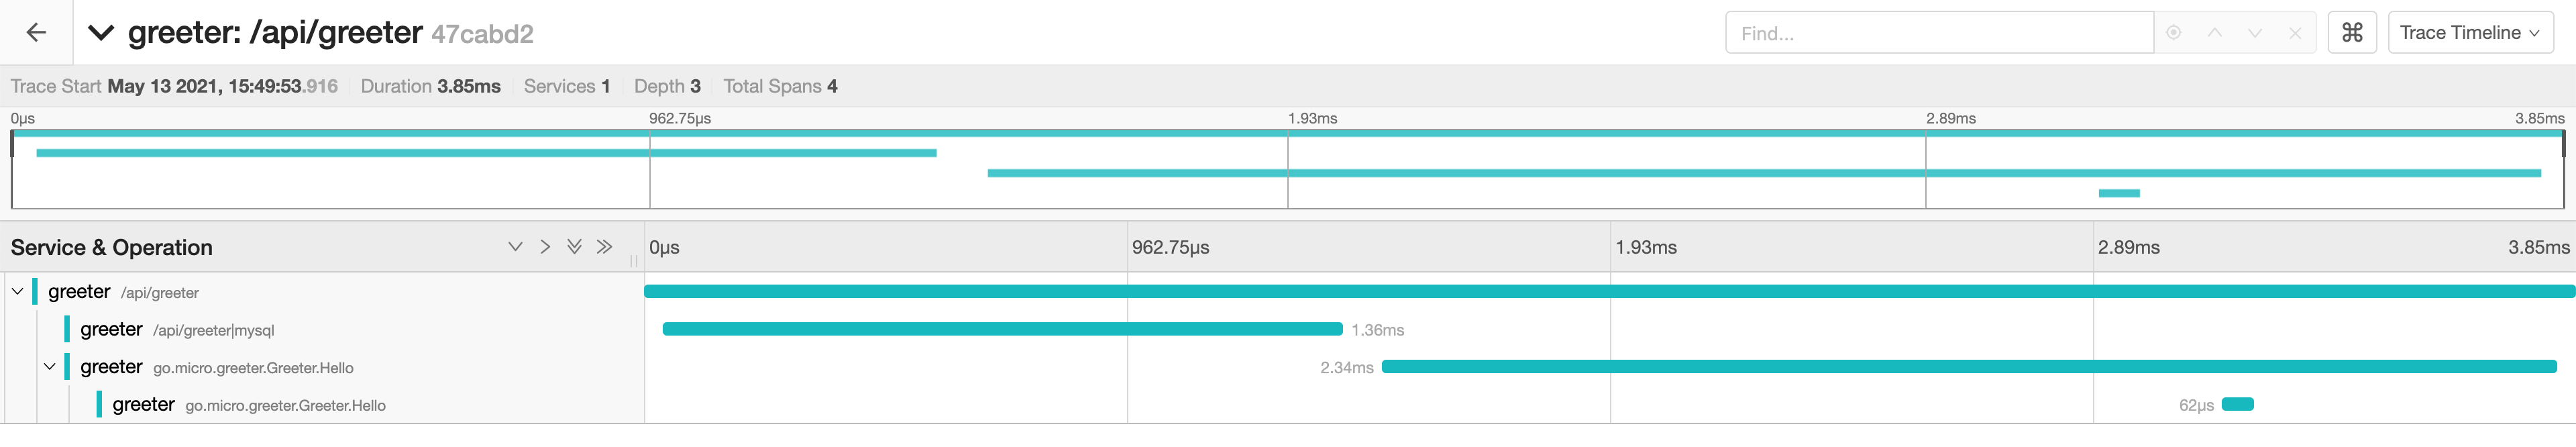 greeter: /api/greeter 47cabd2
Find...
⌘
Trace Timeline
Trace Start May 13 2021, 15:49:53.916 Duration 3.85ms Services 1 Depth 3 Total Spans 4
0μs 962.75μs 1.93ms 2.89ms 3.85ms
Service & Operation 0μs 962.75μs 1.93ms 2.89ms 3.85ms
greeter /api/greeter
greeter /api/greeter|mysql 1.36ms
greeter go.micro.greeter.Greeter.Hello 2.34ms
greeter go.micro.greeter.Greeter.Hello 62μs